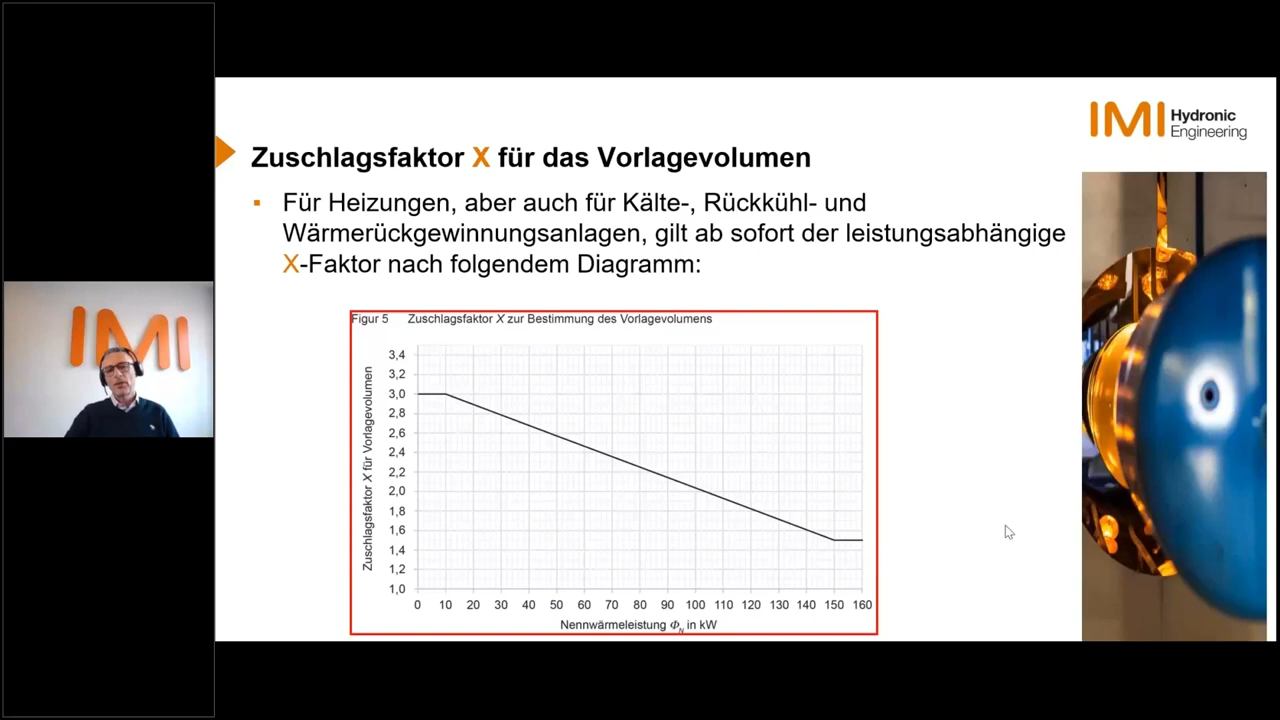 IMI Hydronic
Engineering
Zuschlagsfaktor X für das Vorlagevolumen
Für Heizungen, aber auch für Kälte-, Rückkühl- und
Wärmerückgewinnungsanlagen, gilt ab sofort der leistungsabhängige
X-Faktor nach folgendem Diagramm:
IMI
Figur 5 Zuschlagsfaktor X zur Bestimmung des Vorlagevolumens
Zuschlagsfaktor X für Vorlagevolumen
3,4
3,2
3,0
2,8
2,6
2,4
2,2
2,0
1,8
1,6
1,4
1,2
1,0
0 10 20 30 40 50 60 70 80 90 100 110 120 130 140 150 160
Nennwärmeleistung ΦN in kW